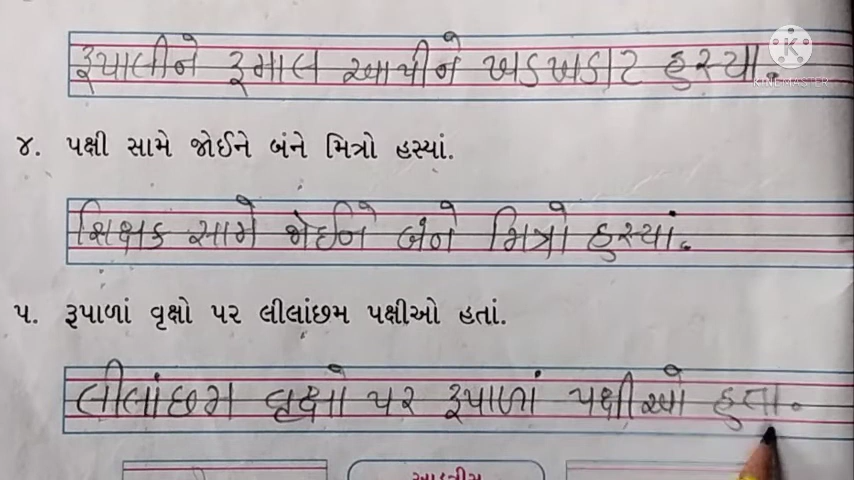 રૂપાલીને રૂમાલ આપીને ખડખડાટ હસ્યા.
KINEMASTER
૪. પક્ષી સામે જોઈને બંને મિત્રો હસ્યાં.
શિક્ષક સામે જોઈને બંને મિત્રો હસ્યાં.
૫. રૂપાળાં વૃક્ષો પર લીલાંછમ પક્ષીઓ હતાં.
લીલાંછમ વૃક્ષો પર રૂપાળાં પક્ષીઓ હતા.